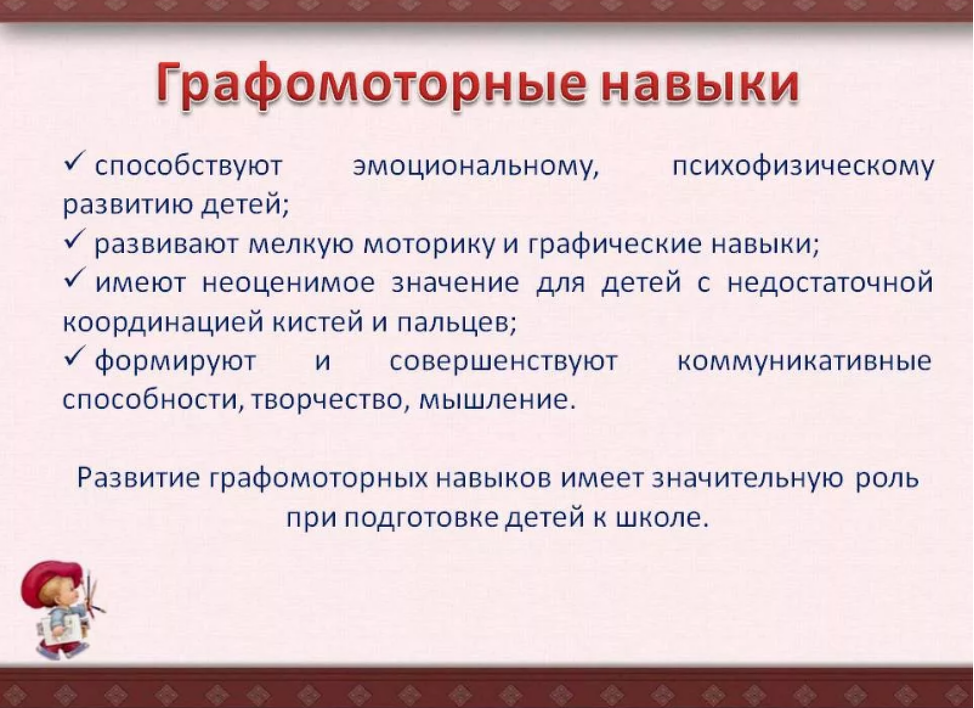 Графомоторные навыки
✓ способствуют эмоциональному, психофизическому
развитию детей;
✓ развивают мелкую моторику и графические навыки;
✓ имеют неоценимое значение для детей с недостаточной
координацией кистей и пальцев;
✓ формируют и совершенствуют коммуникативные
способности, творчество, мышление.
Развитие графомоторных навыков имеет значительную роль
при подготовке детей к школе.